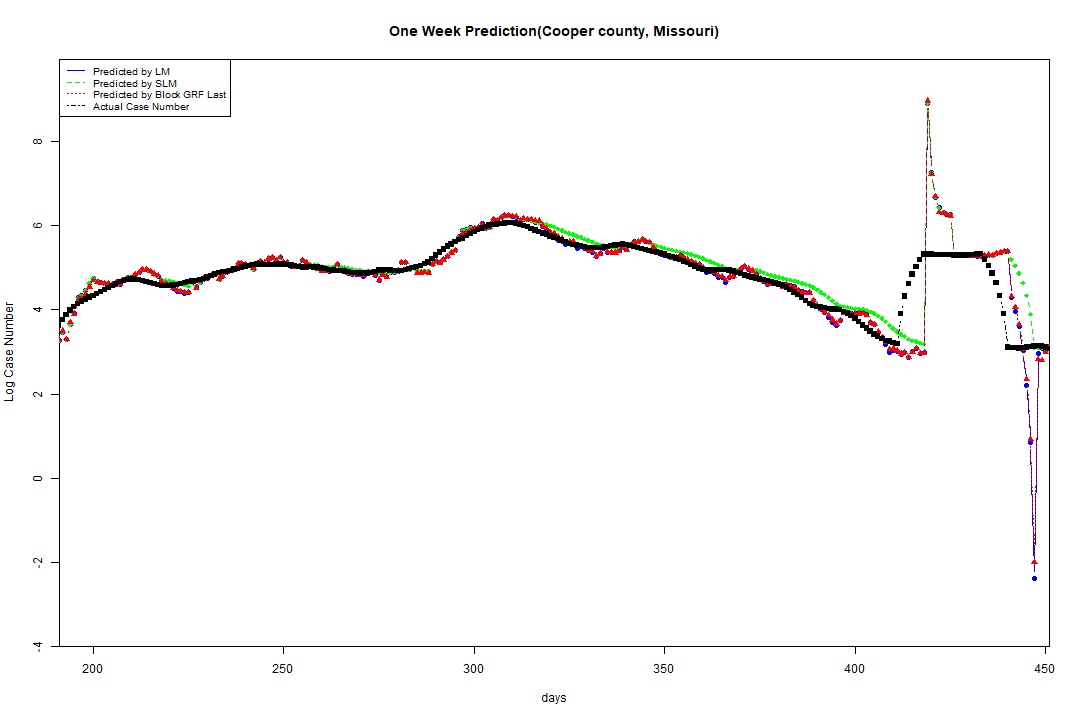 One Week Prediction(Cooper county, Missouri)
Predicted by LM
Predicted by SLM
Predicted by Block GRF Last
Actual Case Number
8
6
4
2
0
-2
-4
Log Case Number
200 250 300 350 400 450
days